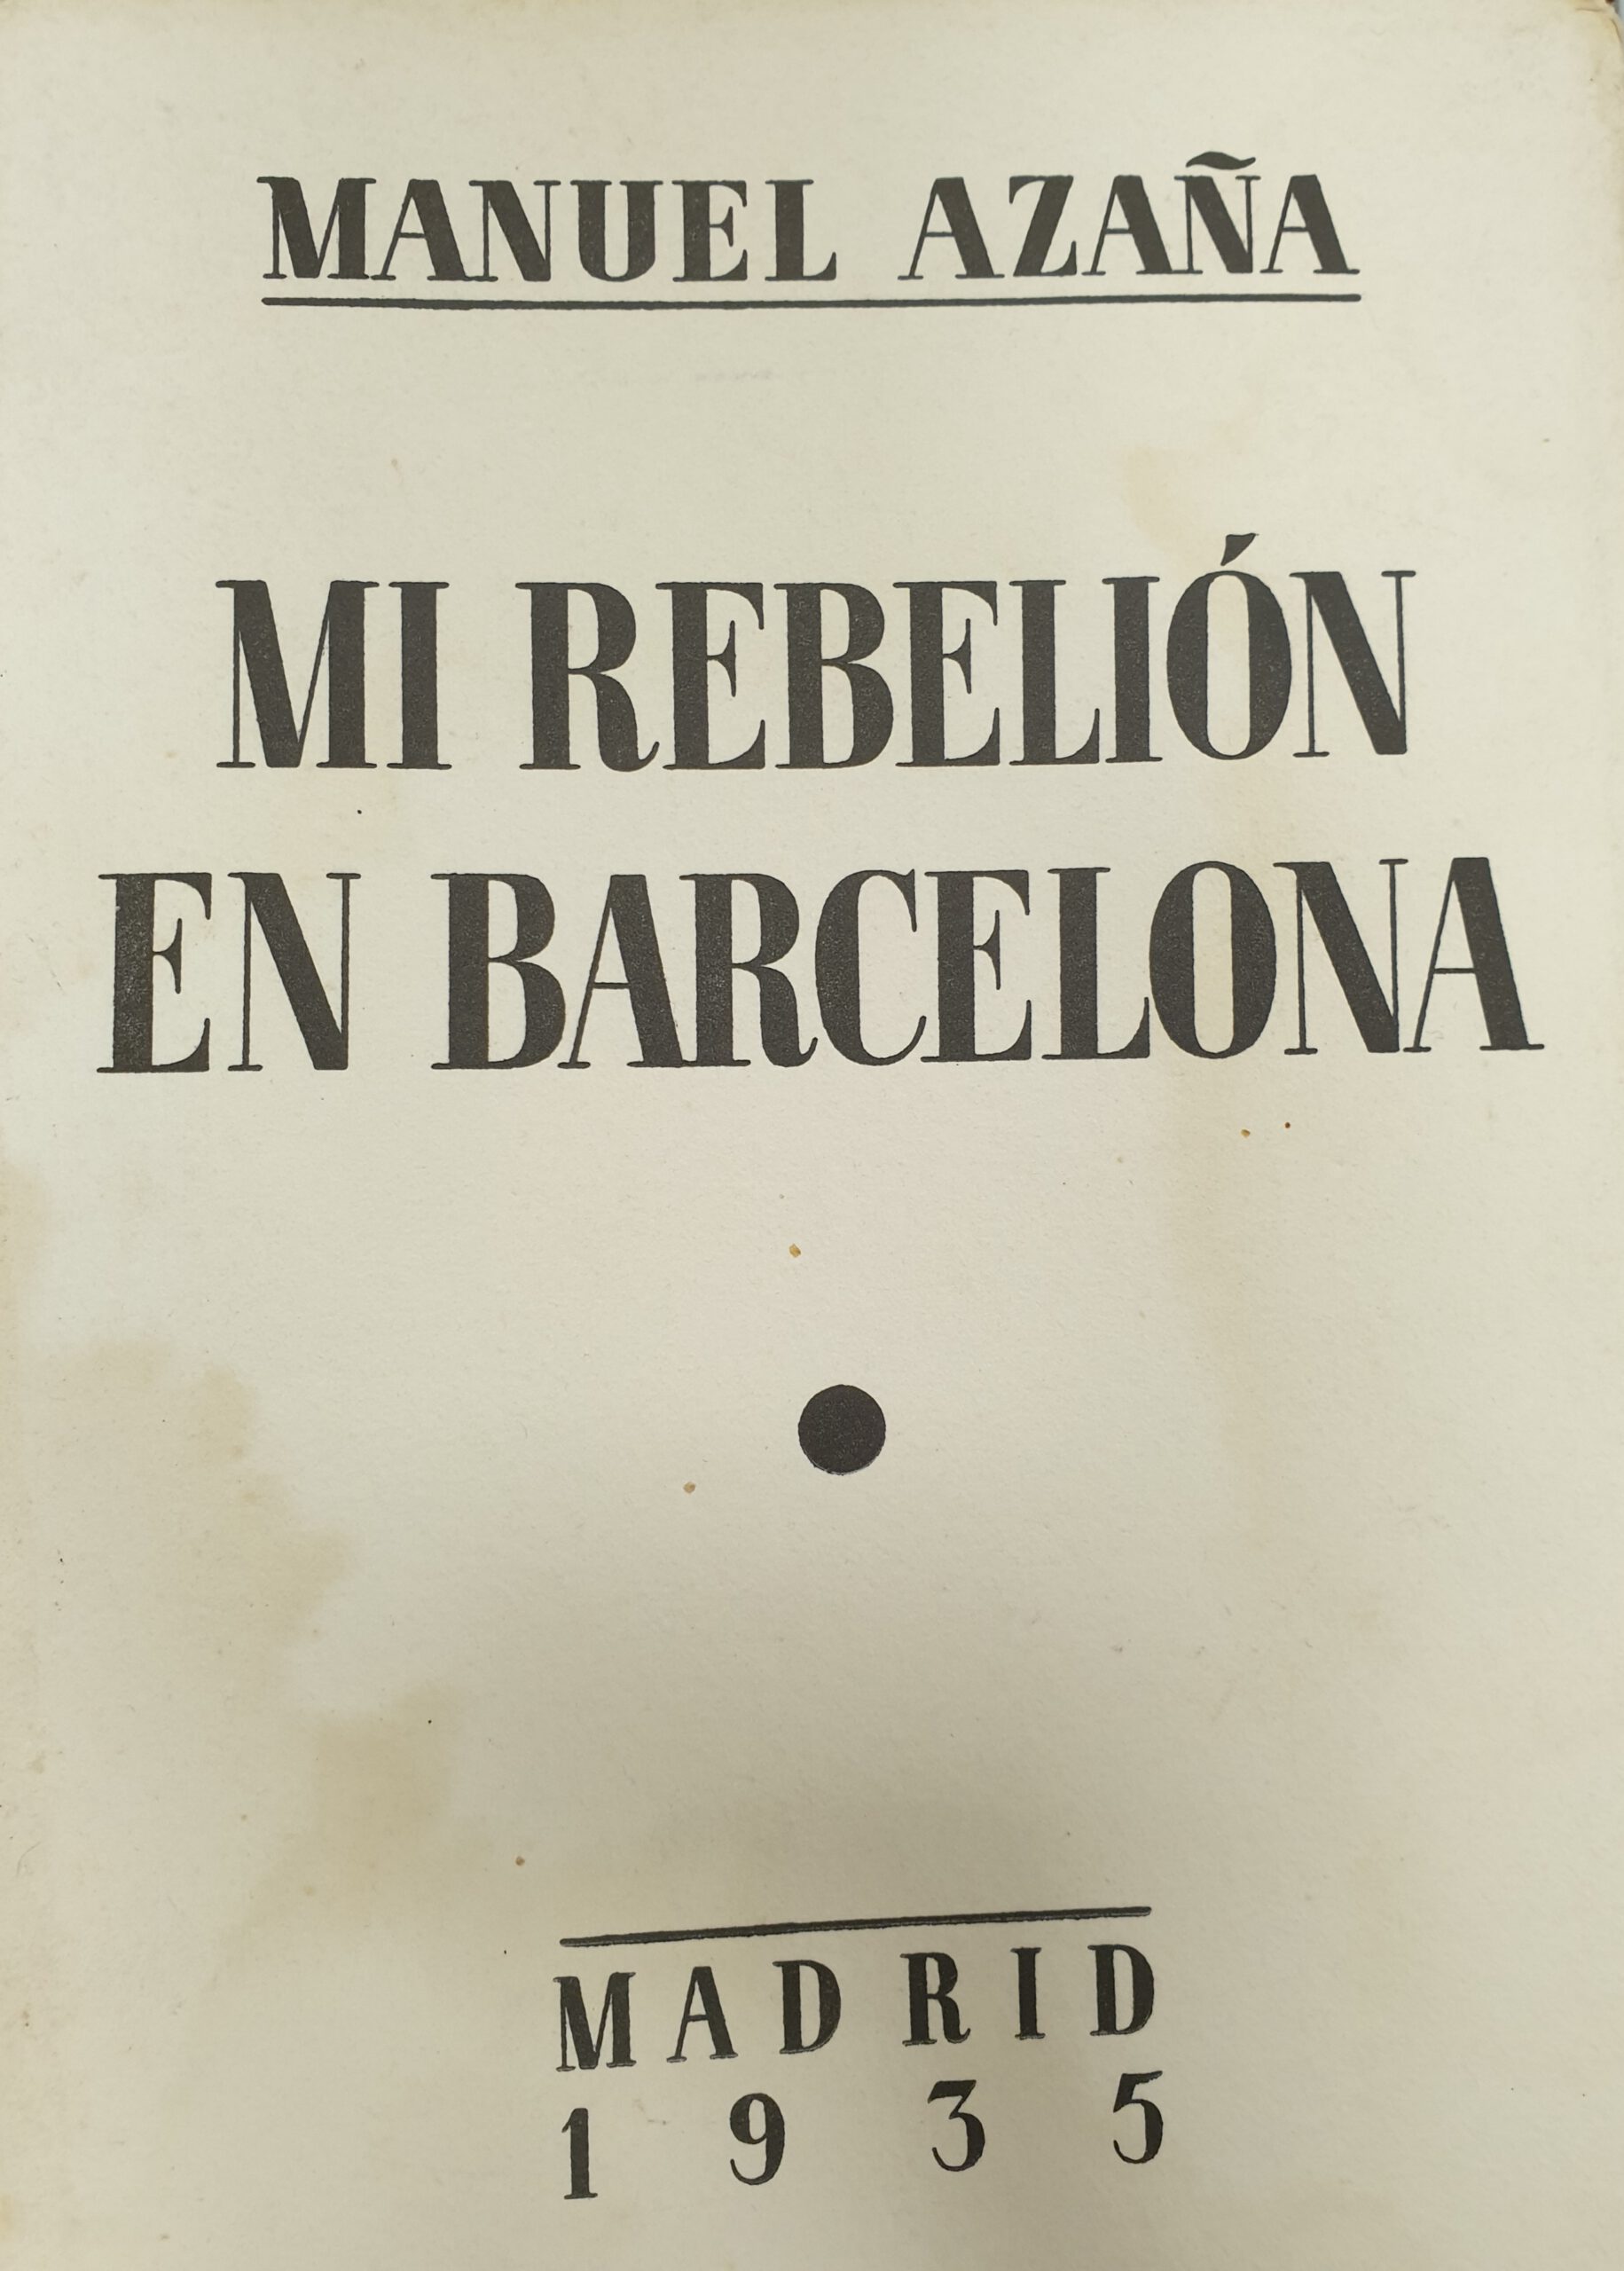 MANUEL AZAÑA
MI REBELIÓN
EN BARCELONA
MADRID
1935